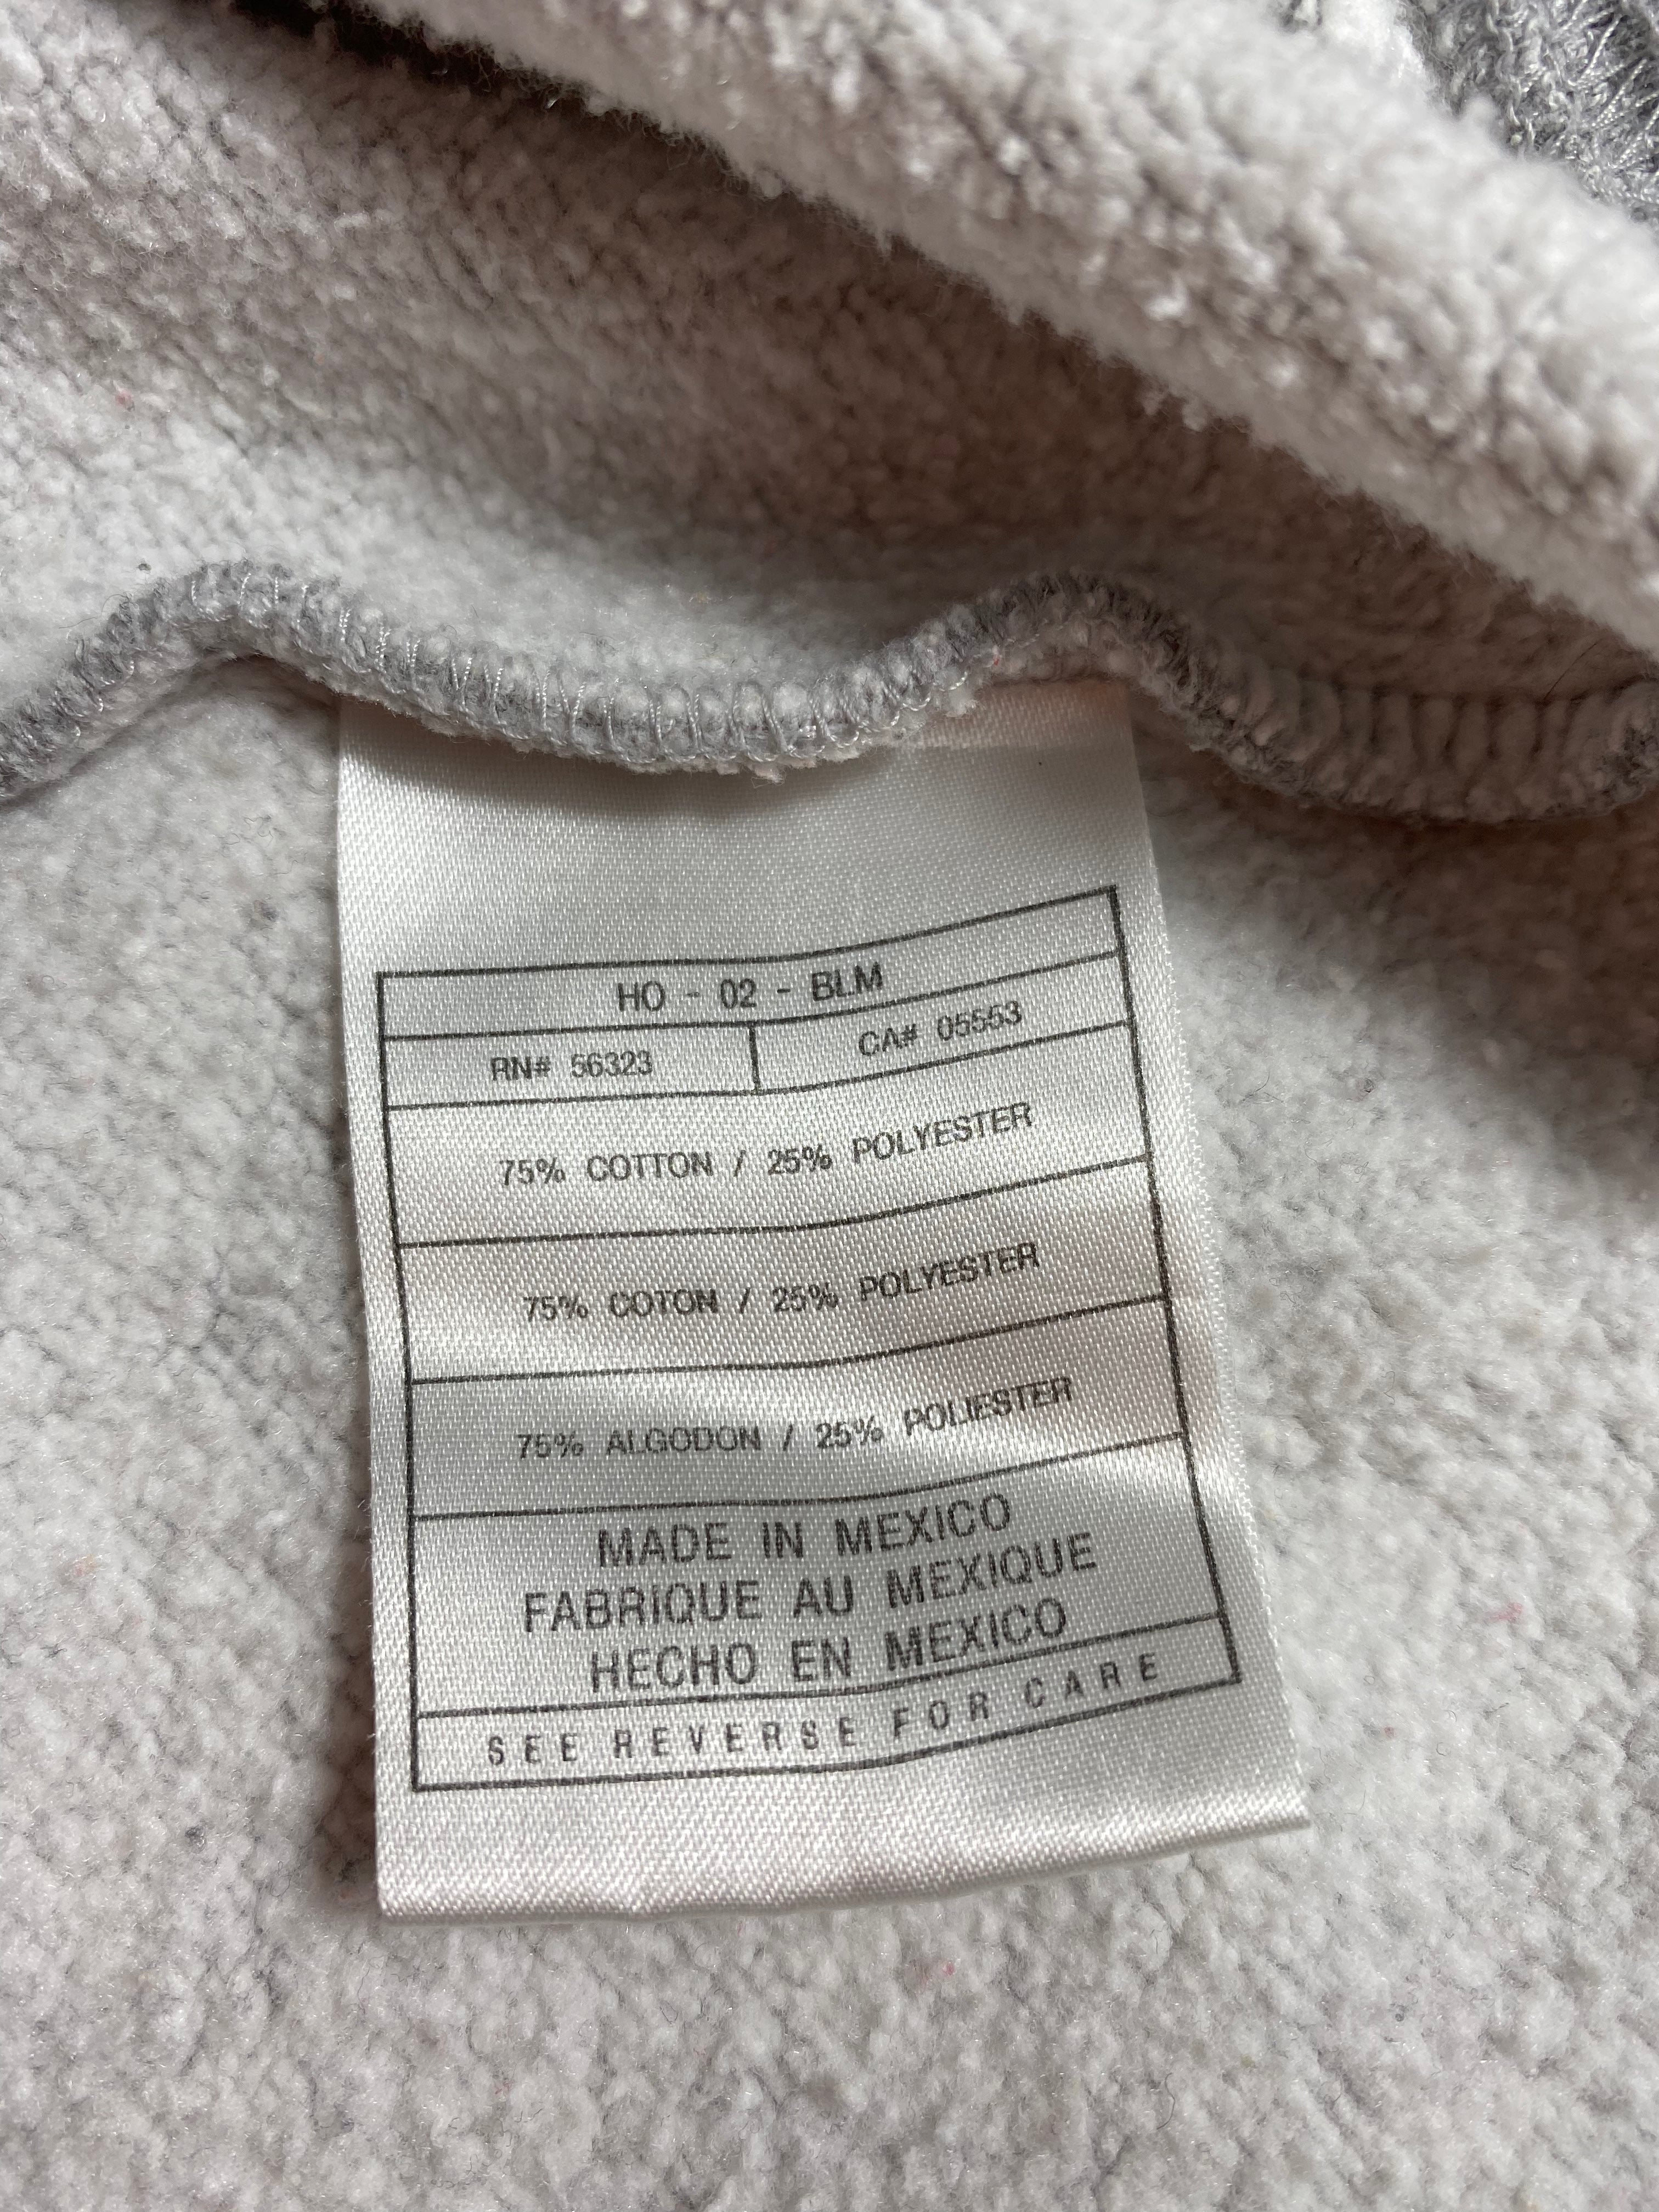 HO - 02 - BLM
RN# 56323 CA# 05553
75% COTTON / 25% POLYESTER
75% COTON / 25% POLYESTER
75% ALGODON / 25% POLIESTER
MADE IN MEXICO
FABRIQUE AU MEXIQUE
HECHO EN MEXICO
SEE REVERSE FOR CARE